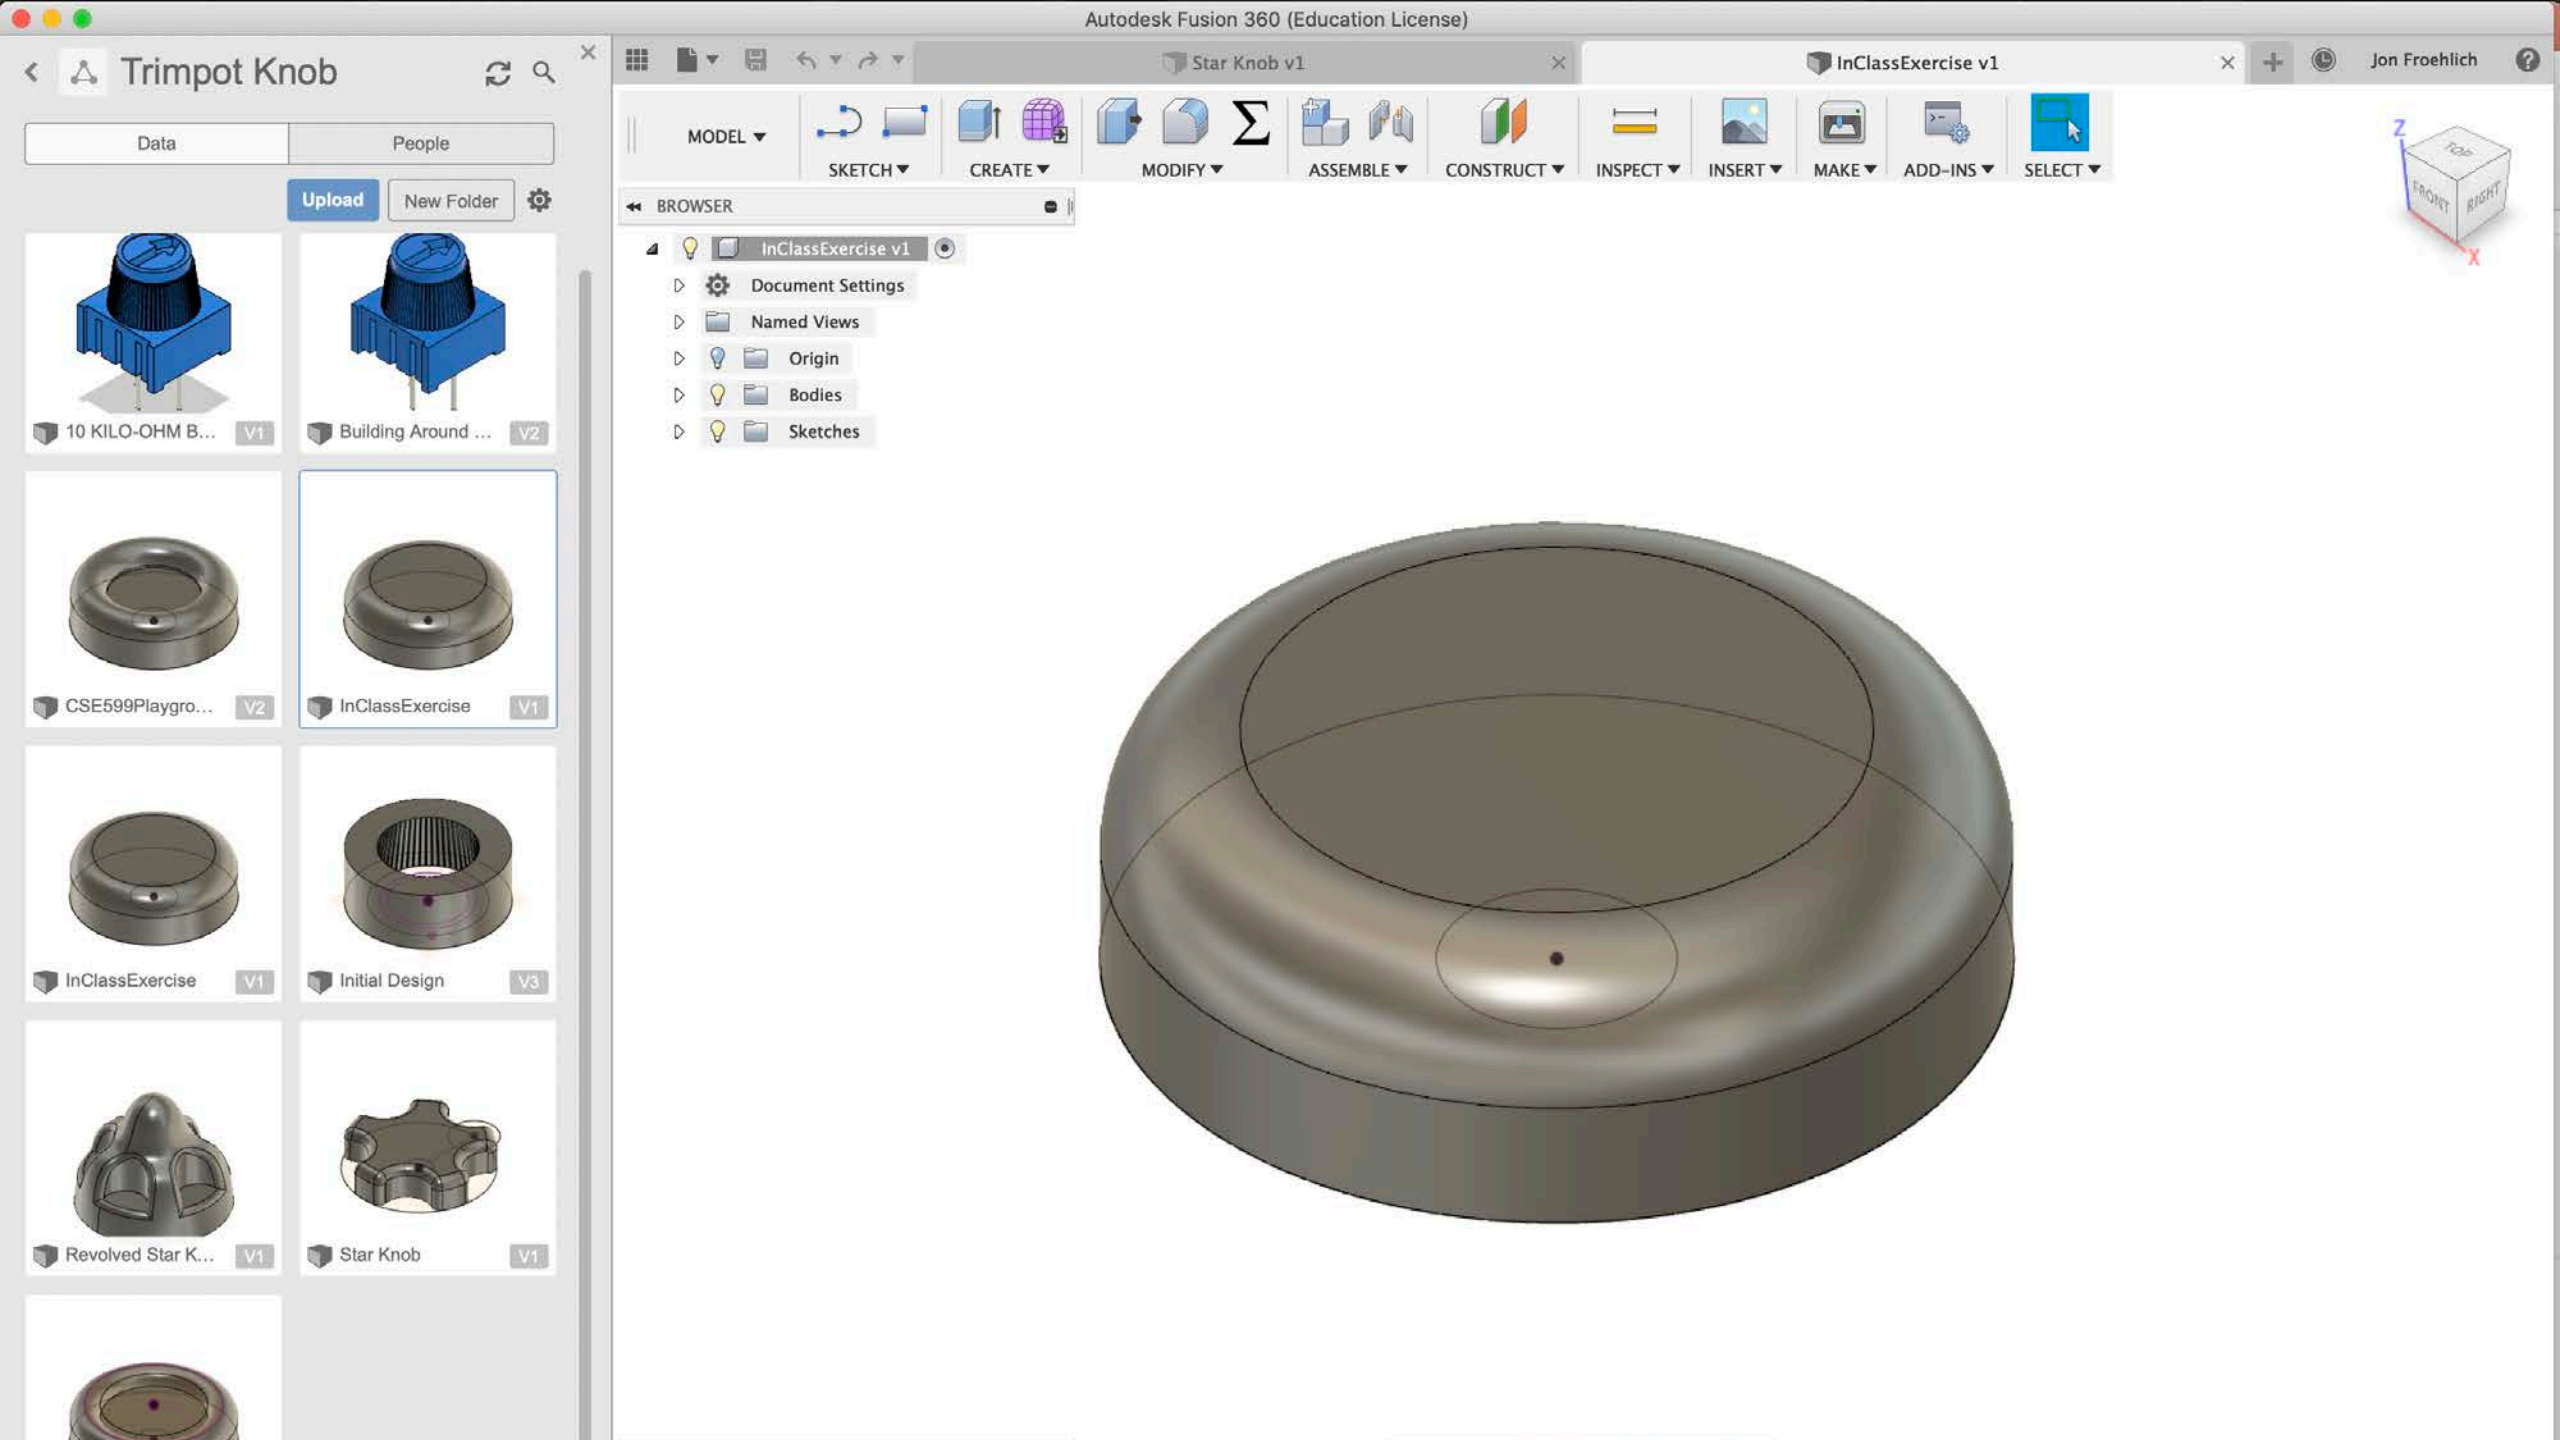 Autodesk Fusion 360 (Education License)
Trimpot Knob
Star Knob v1
InClassExercise v1
Jon Froehlich
Data
People
Upload
New Folder
MODEL
SKETCH
CREATE
MODIFY
ASSEMBLE
CONSTRUCT
INSPECT
INSERT
MAKE
ADD-INS
SELECT
BROWSER
InClassExercise v1
Document Settings
Named Views
Origin
Bodies
Sketches
Z
TOP
FRONT
RIGHT
X
10 KILO-OHM B... V1
Building Around ... V2
CSE599Playgro... V2
InClassExercise V1
InClassExercise V1
Initial Design V3
Revolved Star K... V1
Star Knob V1